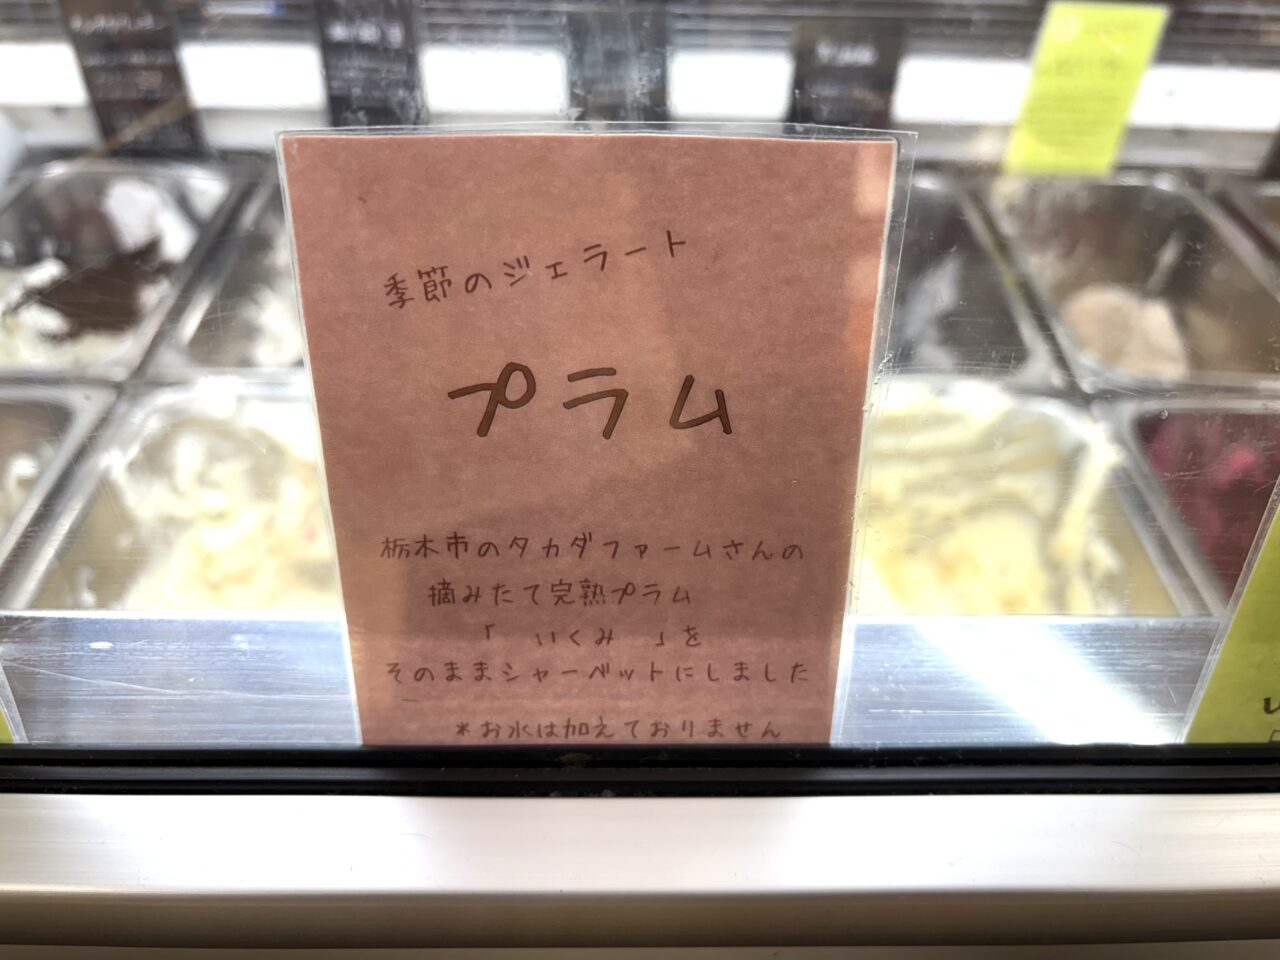 季節のジェラート
プラム
栃木市のタカダファームさんの
摘みたて完熟プラム
「　いくみ　」を
そのままシャーベットにしました
*お水は加えておりません